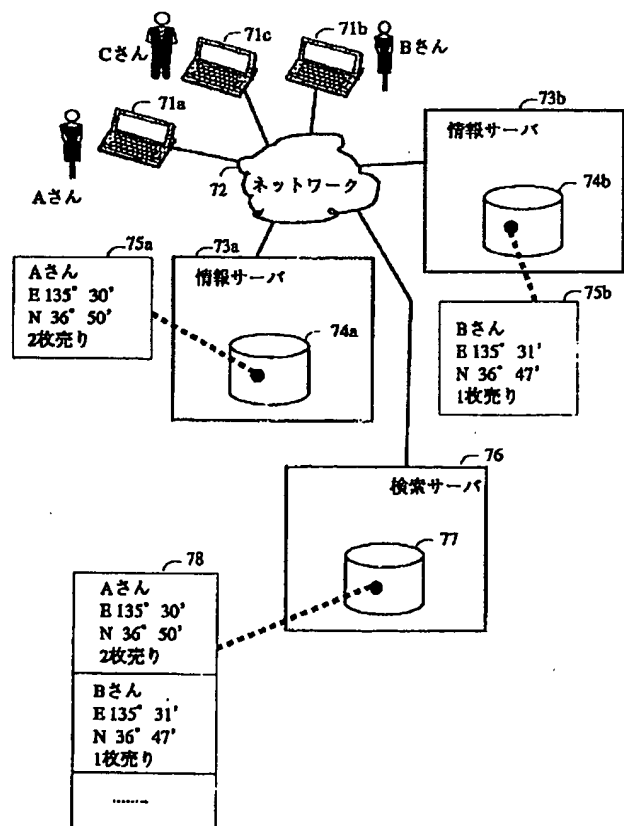 71c
71b
Cさん
Bさん
71a
73b
情報サーバ
72
ネットワーク
74b
Aさん
75a
73a
75b
Aさん
E 135° 30'
N 36° 50'
2枚売り
情報サーバ
74a
Bさん
E 135° 31'
N 36° 47'
1枚売り
76
検索サーバ
77
78
Aさん
E 135° 30'
N 36° 50'
2枚売り
Bさん
E 135° 31'
N 36° 47'
1枚売り
........